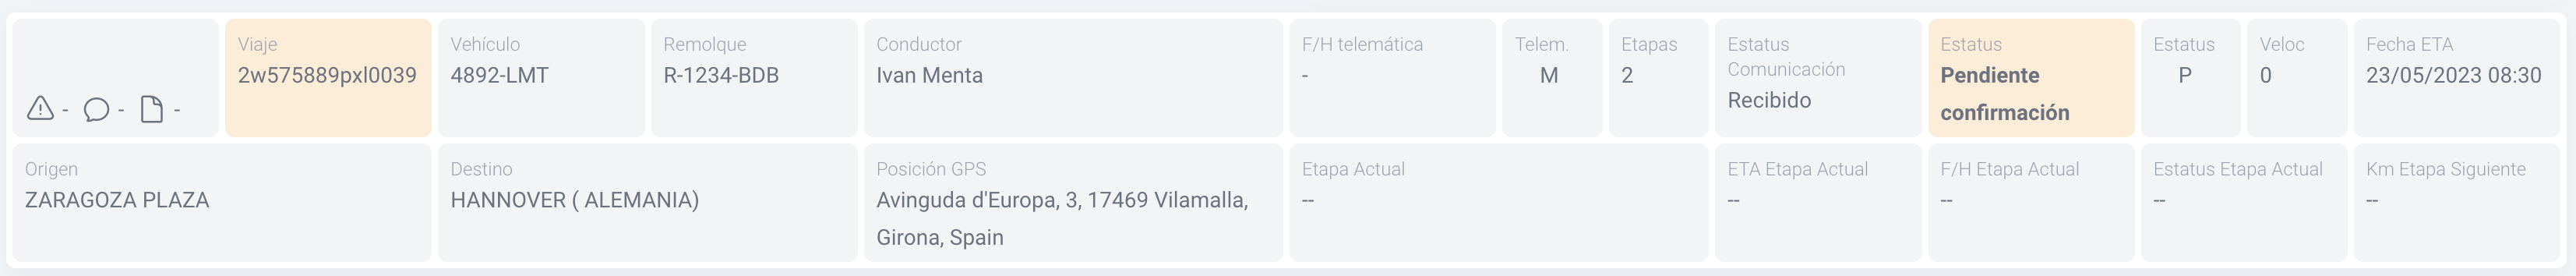 Viaje
2w575889pxl0039
Vehículo
4892-LMT
Remolque
R-1234-BDB
Conductor
Ivan Menta
F/H telemática
-
Telem.
M
Etapas
2
Estatus
Comunicación
Recibido
Estatus
Pendiente
confirmación
Estatus
P
Veloc
0
Fecha ETA
23/05/2023 08:30
- - -
Origen
ZARAGOZA PLAZA
Destino
HANNOVER ( ALEMANIA)
Posición GPS
Avinguda d'Europa, 3, 17469 Vilamalla,
Girona, Spain
Etapa Actual
--
ETA Etapa Actual
--
F/H Etapa Actual
--
Estatus Etapa Actual
--
Km Etapa Siguiente
--